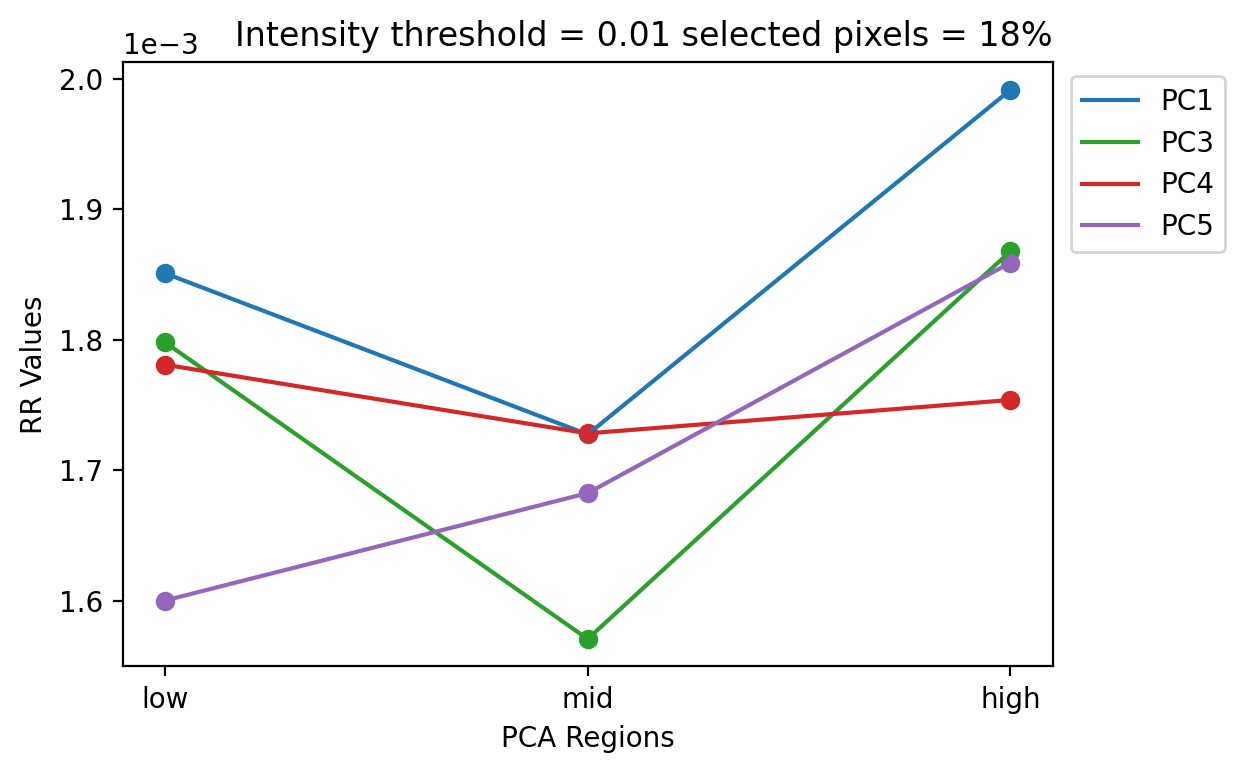 1e−3 Intensity threshold = 0.01 selected pixels = 18%
2.0
1.9
1.8
1.7
1.6
RR Values
low mid high
PCA Regions
PC1
PC3
PC4
PC5